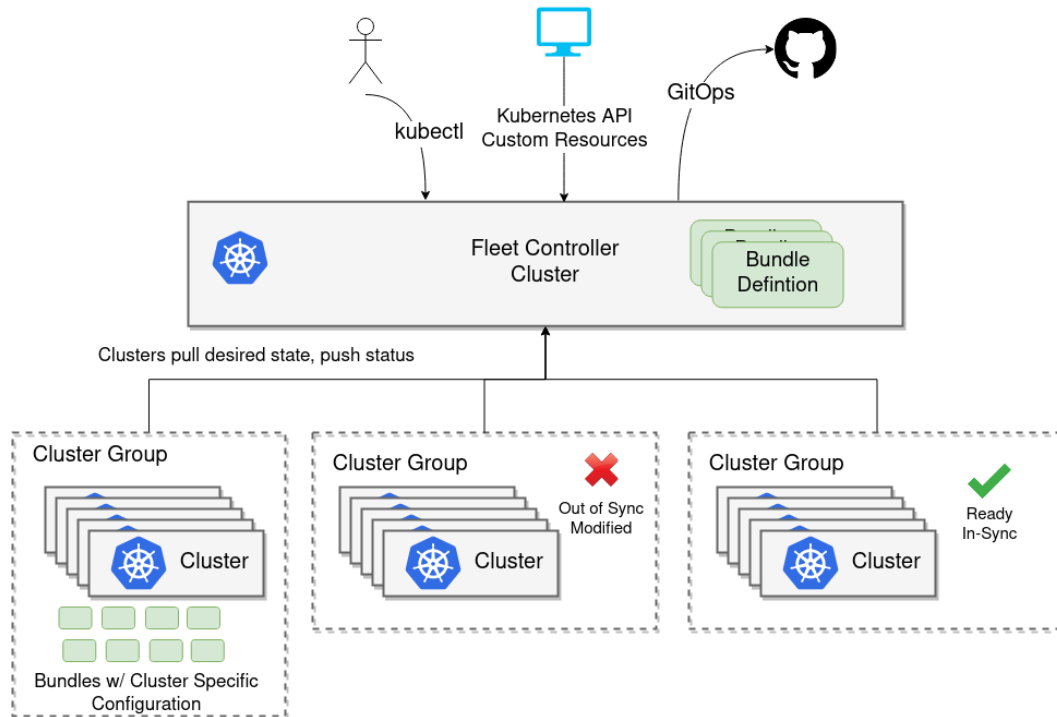 kubectl
Kubernetes API
Custom Resources
GitOps
Fleet Controller
Cluster
Bundle
Defintion
Clusters pull desired state, push status
Cluster Group
Cluster
Bundles w/ Cluster Specific
Configuration
Cluster Group
Out of Sync
Modified
Cluster
Cluster Group
Ready
In-Sync
Cluster